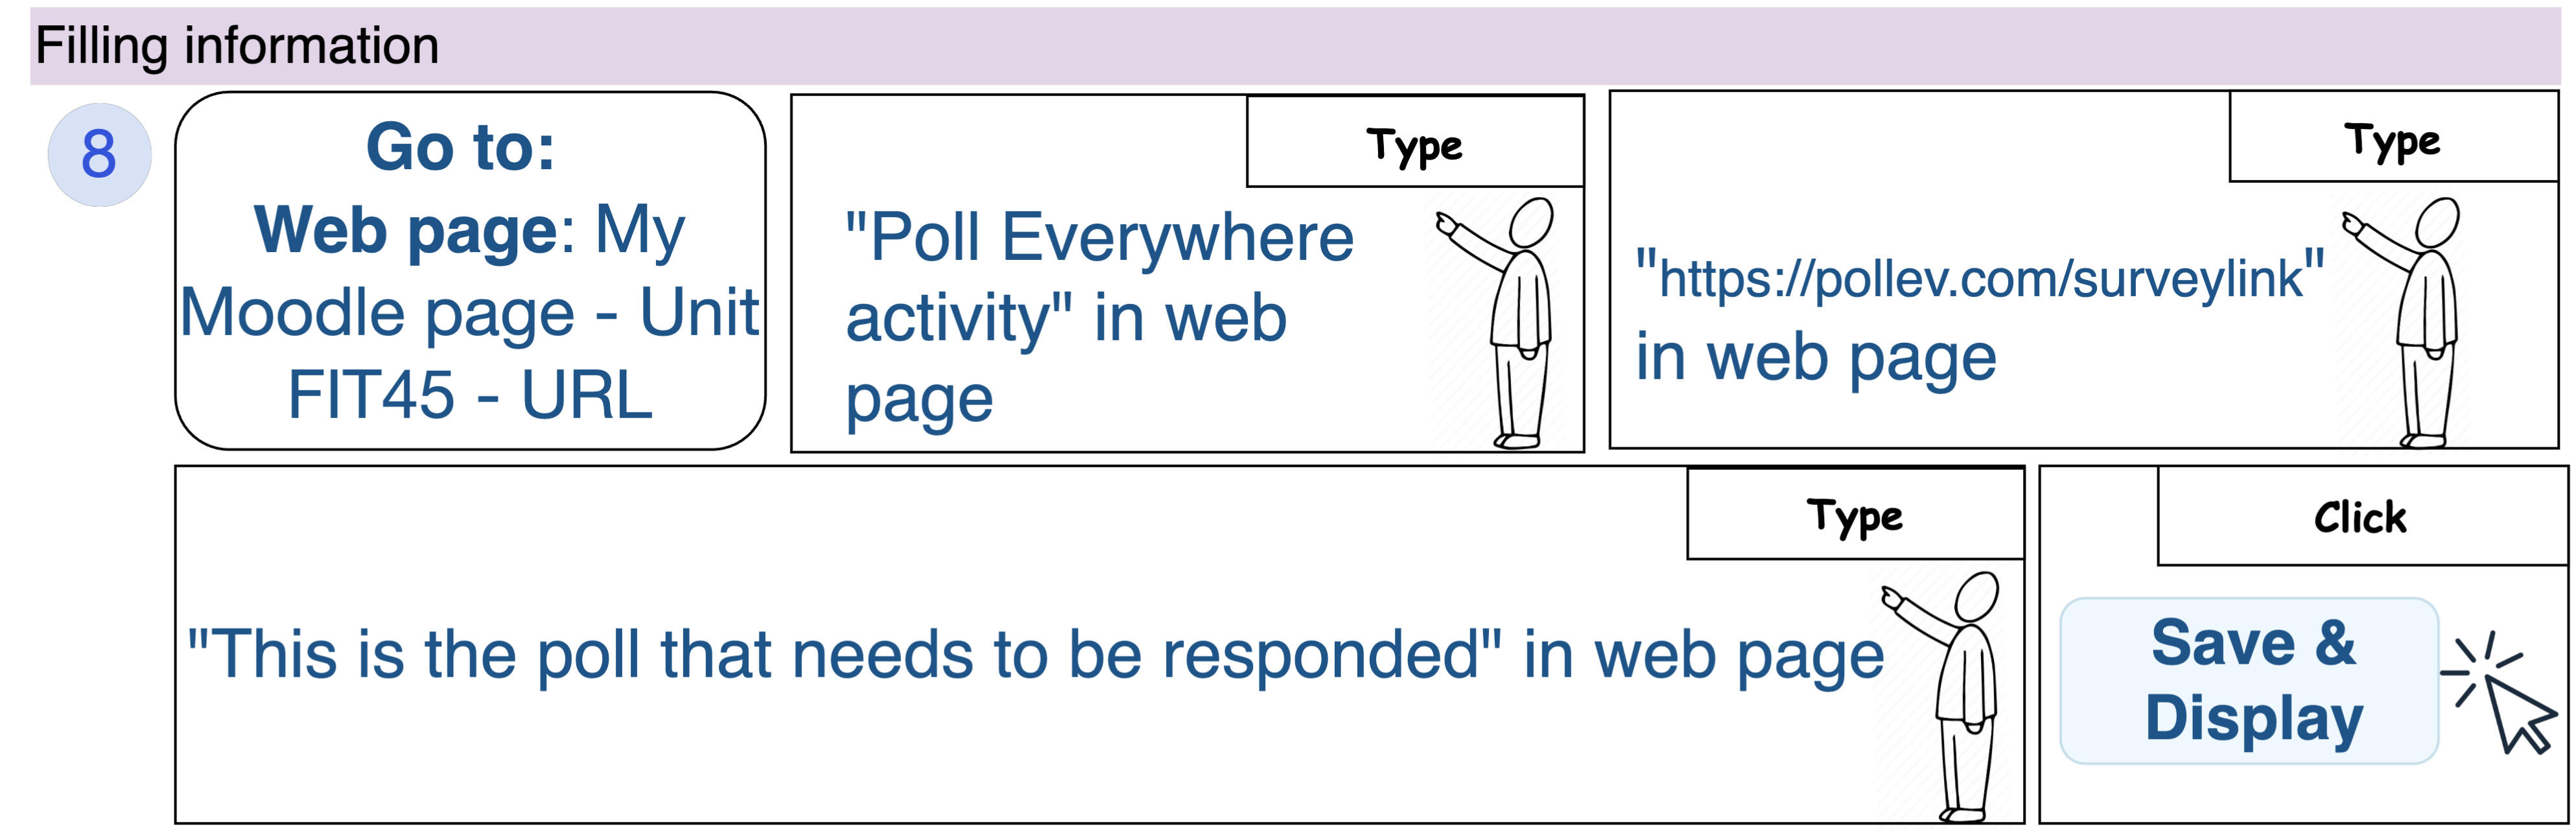 Filling information
8
Go to:
Web page: My
Moodle page - Unit
FIT45 - URL
Type
"Poll Everywhere
activity" in web
page
Type
"https://pollev.com/surveylink"
in web page
Type
"This is the poll that needs to be responded" in web page
Click
Save &
Display